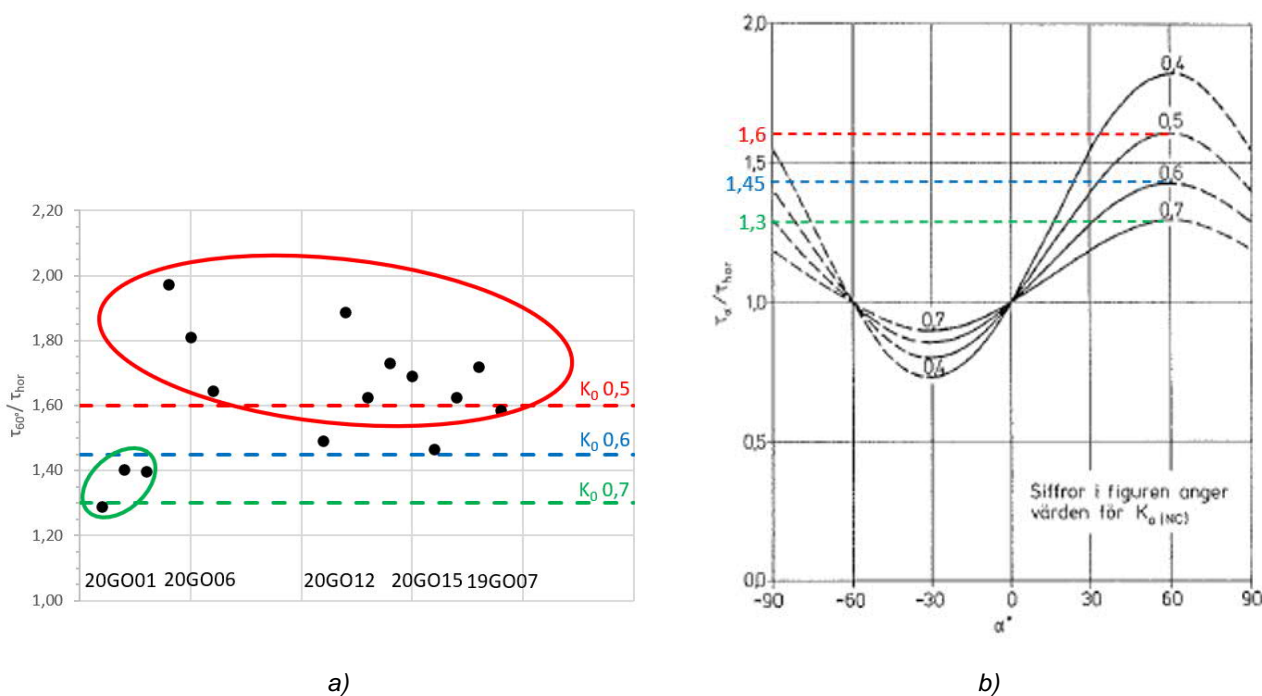 2,20
2,00
1,80
1,60
1,40
1,20
1,00
τ60°/ τhor
K0 0,5
K0 0,6
K0 0,7
20GO01
20GO06
20GO12
20GO15
19GO07
a)
2,0
1,6
1,5
1,45
1,3
1,0
0,5
0,0
τα/τhor
0,4
0,5
0,6
0,7
0,7
0,4
Siffror i figuren anger
värden för Ko (NC)
-90
-60
-30
0
30
60
90
α°
b)